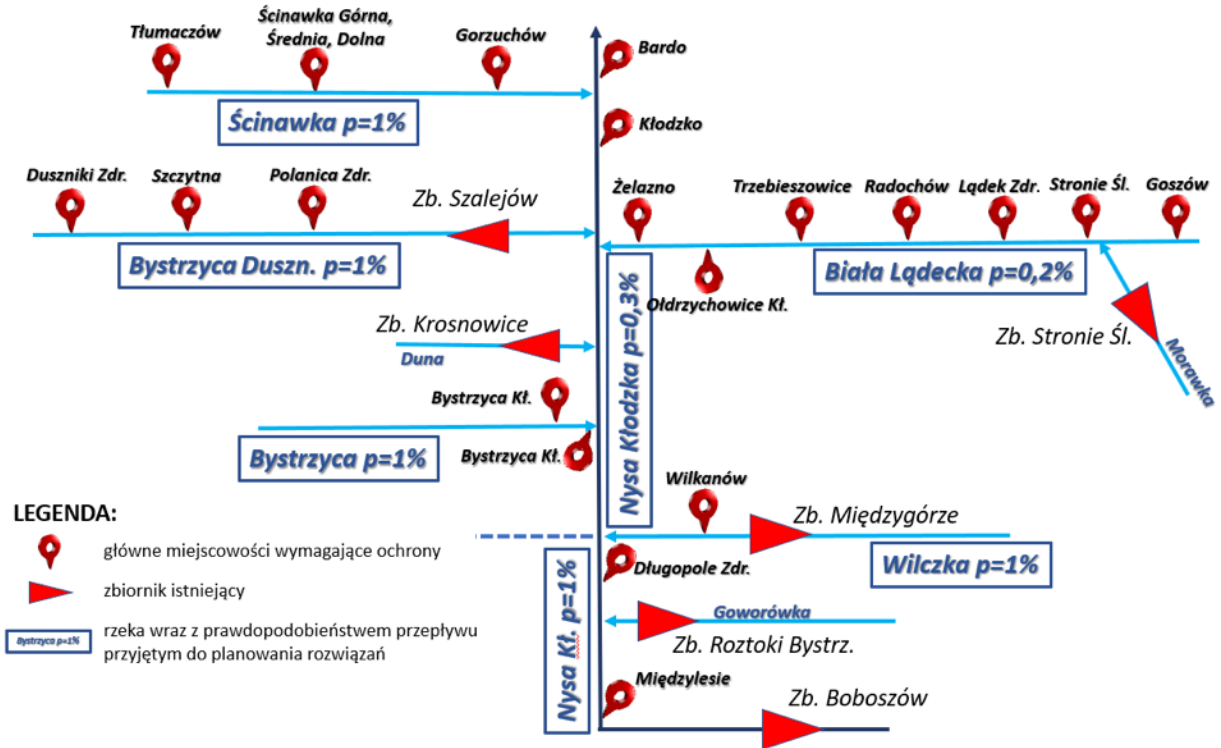 Tłumaczów
Ścinawka Górna,
Średnia, Dolna
Gorzuchów
Bardo
Ścinawka p=1%
Kłodzko
Duszniki Zdr.
Szczytna
Polanica Zdr.
Zb. Szalejów
Żelazno
Trzebieszowice
Radochów
Lądek Zdr.
Stronie Śl.
Goszów
Bystrzyca Duszn. p=1%
Biała Lądecka p=0,2%
Ołdrzychowice Kł.
Zb. Krosnowice
Duna
Nysa Kłodzka p=0,3%
Zb. Stronie Śl.
Morawka
Bystrzyca Kł.
Bystrzyca p=1%
Bystrzyca Kł.
Wilkanów
Zb. Międzygórze
LEGENDA:
główne miejscowości wymagające ochrony
zbiornik istniejący
Bystrzyca p=1%
rzeka wraz z prawdopodobieństwem przepływu
przyjętym do planowania rozwiązań
Nysa Kł. p=1%
Długopole Zdr.
Wilczka p=1%
Goworówka
Zb. Roztoki Bystrz.
Międzylesie
Zb. Boboszów